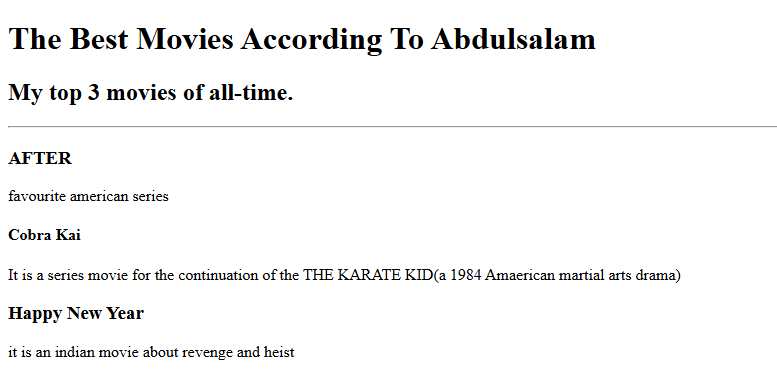 The Best Movies According To Abdulsalam
My top 3 movies of all-time.
AFTER
favourite american series
Cobra Kai
It is a series movie for the continuation of the THE KARATE KID(a 1984 Amaerican martial arts drama)
Happy New Year
it is an indian movie about revenge and heist